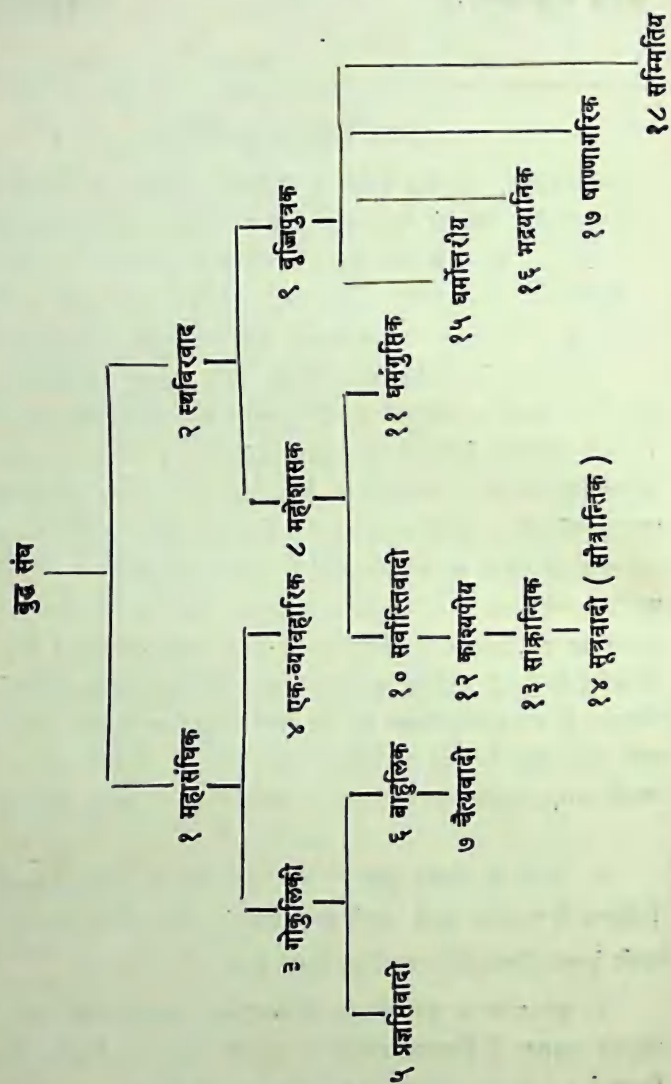 बुद्ध संघ
१ महासंघिक
२ स्थविरवाद
३ गोकुलिकी
४ एक-व्यावहारिक
८ महीशासक
९ वृजिपुत्रक
५ प्रज्ञप्तिवादी
६ बाहुलिक
७ चैत्यवादी
१० सर्वास्तिवादी
११ धर्मगुप्तिक
१२ काश्यपीय
१३ सांक्रान्तिक
१४ सूत्रवादी ( सौत्रान्तिक )
१५ धर्मोत्तरीय
१६ भद्रयानिक
१७ षाण्णागरिक
१८ सम्मितिय